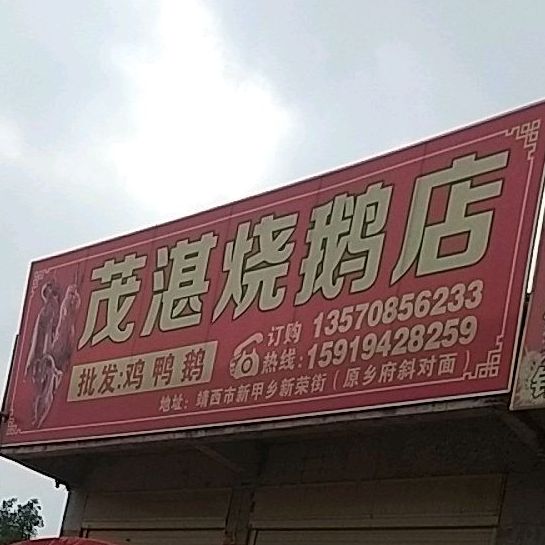 茂湛烧鹅店
批发:鸡鸭鹅
订购热线:
13570856233
15919428259
地址:靖西市新甲乡新荣街（原乡府斜对面）